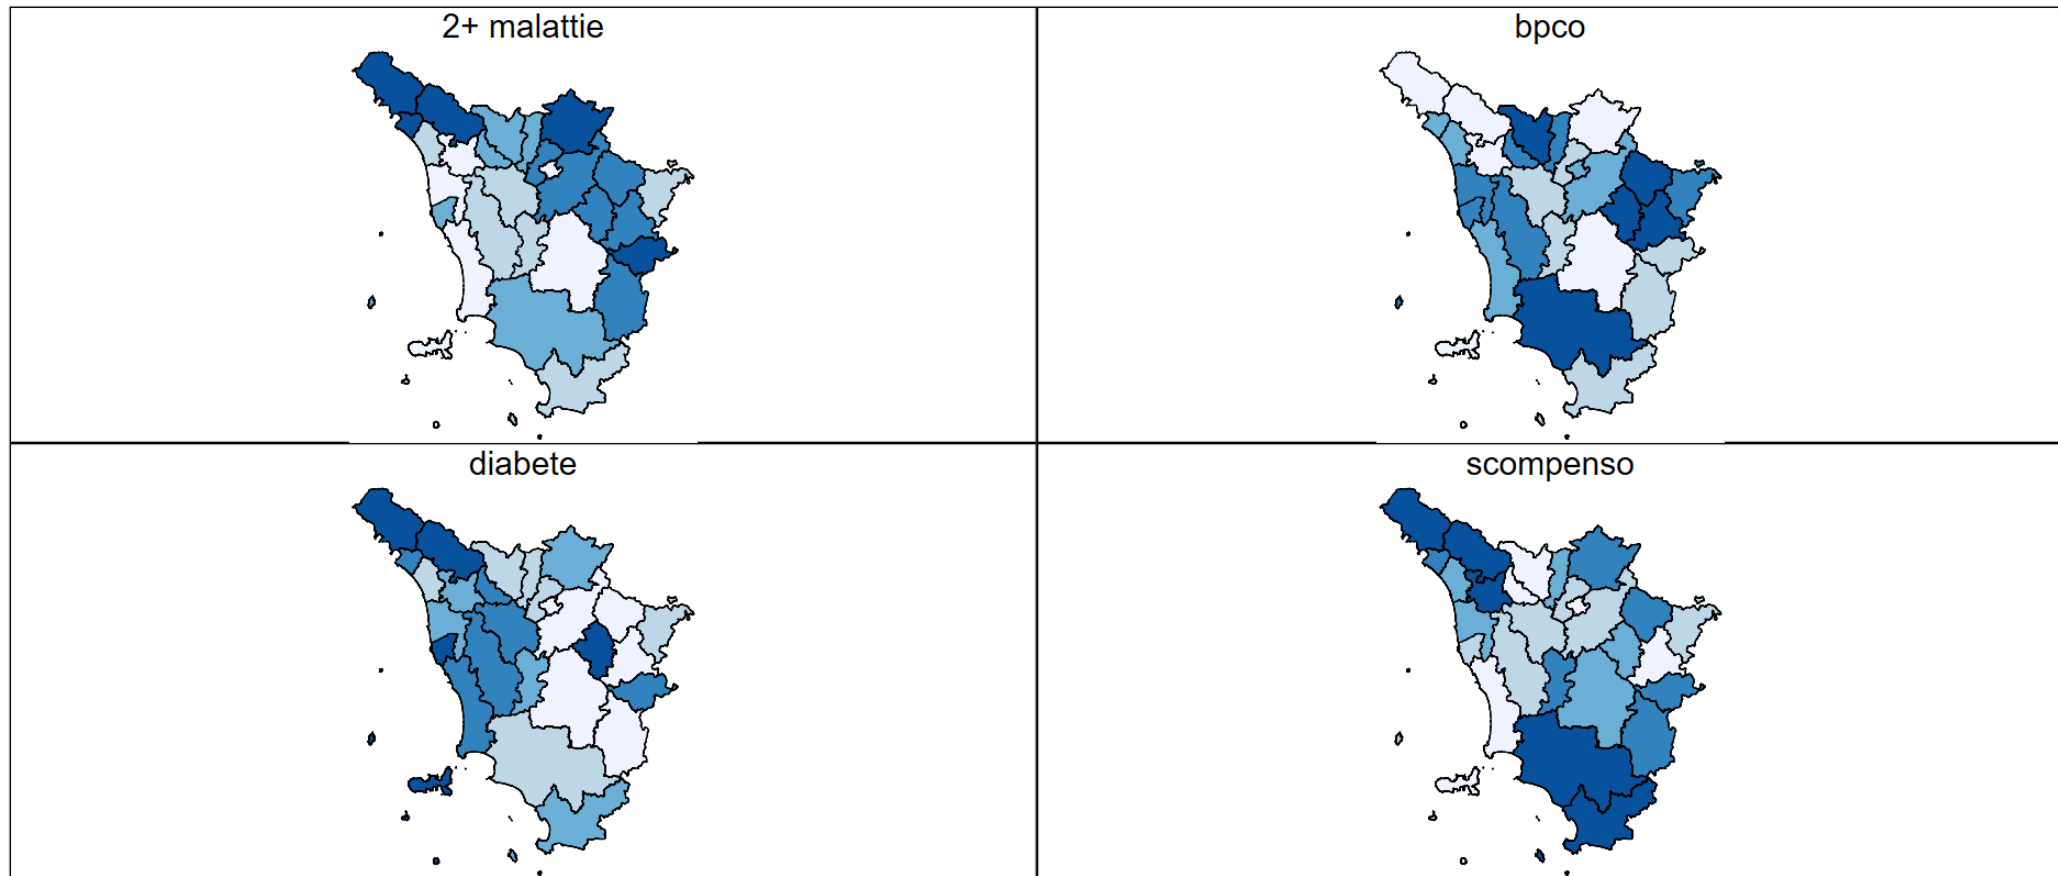 2+ malattie
bpco
diabete
scompenso